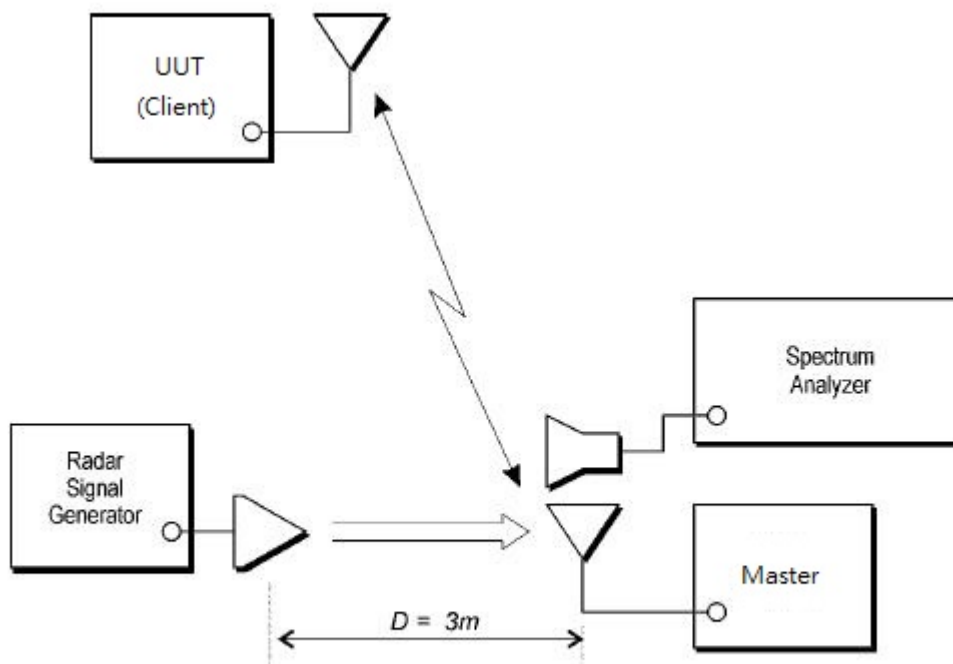 UUT
(Client)
Spectrum
Analyzer
Radar
Signal
Generator
Master
D = 3m